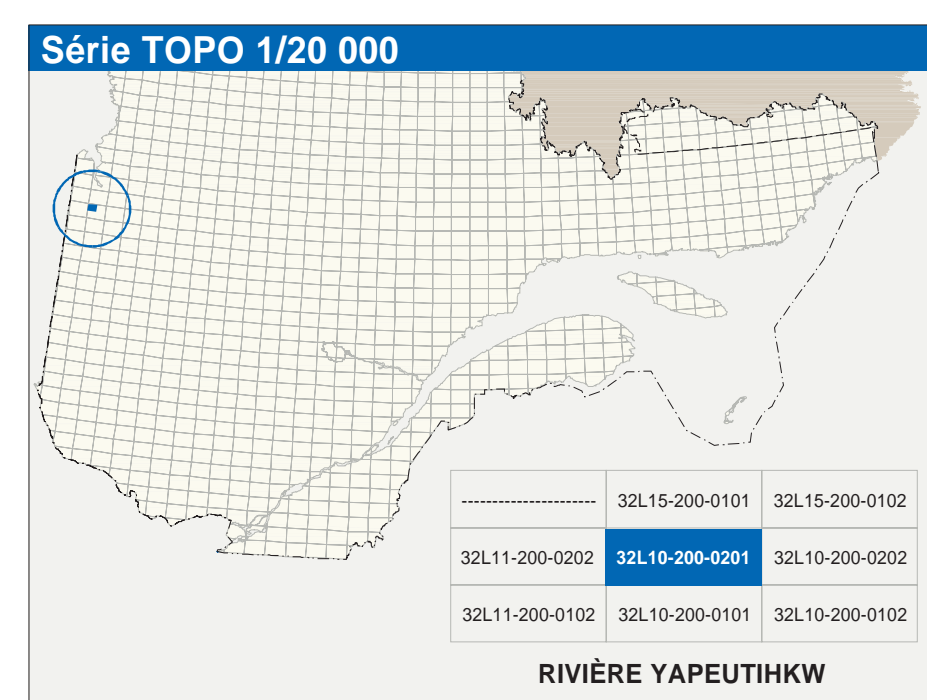 Série TOPO 1/20 000
--------------------- 32L15-200-0101 32L15-200-0102
32L11-200-0202 32L10-200-0201 32L10-200-0202
32L11-200-0102 32L10-200-0101 32L10-200-0102
RIVIÈRE YAPEUTIHKW